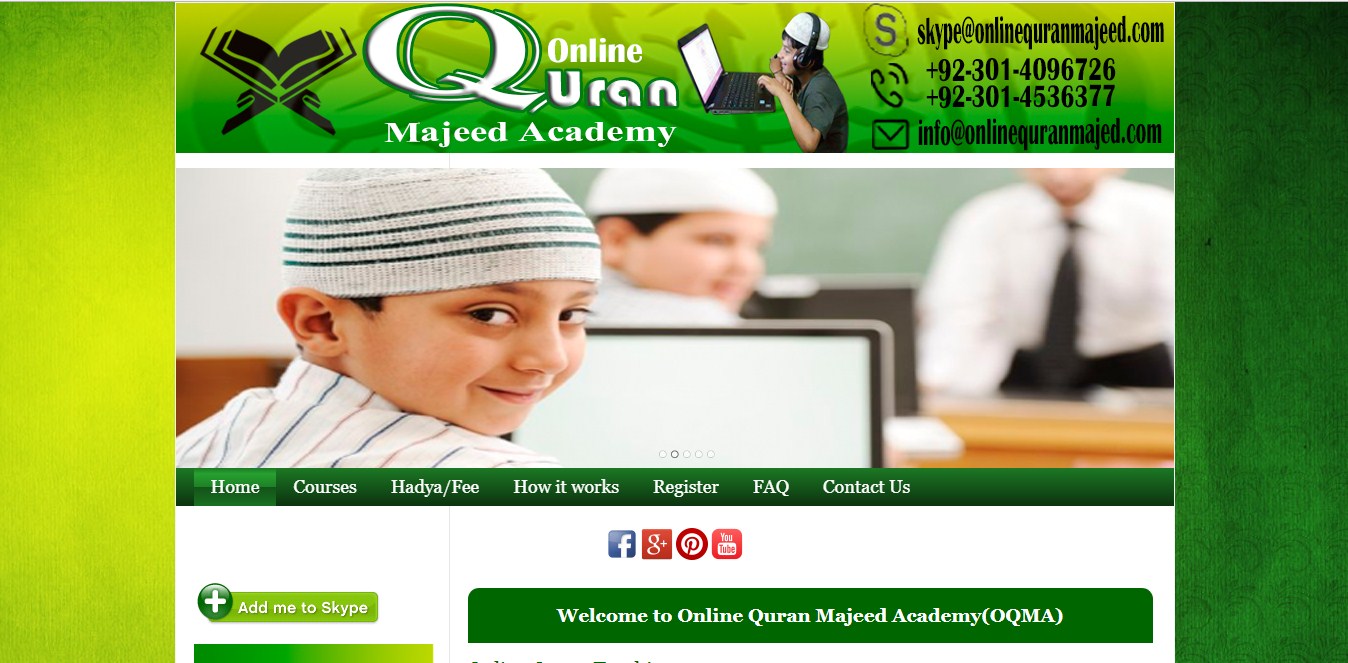 Online
Quran
Majeed Academy
S
skype@onlinequranmajeed.com
+92-301-4096726
+92-301-4536377
info@onlinequranmajed.com
Home Courses Hadya/Fee How it works Register FAQ Contact Us
f g+ You Tube
Add me to Skype
Welcome to Online Quran Majeed Academy(OQMA)